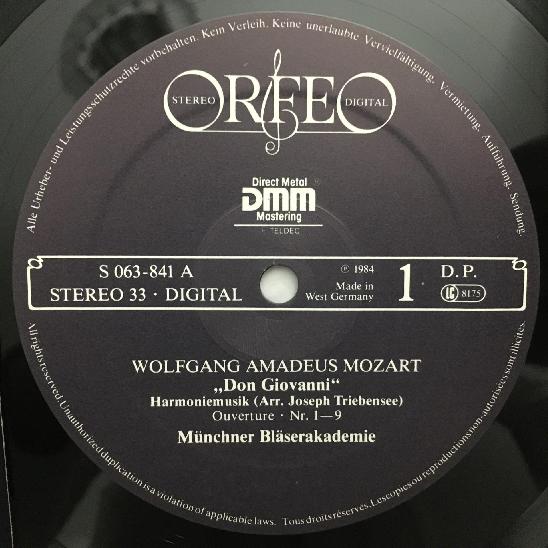 Alle Urheber- und Leistungsschutzrechte vorbehalten. Kein Verleih. Keine unerlaubte Vervielfältigung, Vermietung, Aufführung, Sendung.
STEREO ORFEO DIGITAL
Direct Metal
DMM
Mastering
TELDEC
S 063-841 A
STEREO 33 · DIGITAL
℗ 1984
Made in
West Germany
1
D. P.
LC 8175
WOLFGANG AMADEUS MOZART
„Don Giovanni“
Harmoniemusik (Arr. Joseph Triebensee)
Ouverture · Nr. 1—9
Münchner Bläserakademie
All rights reserved. Unauthorized duplication is a violation of applicable laws. Tous droits réservés. Les copies ou reproductions non-autorisées sont illicites.